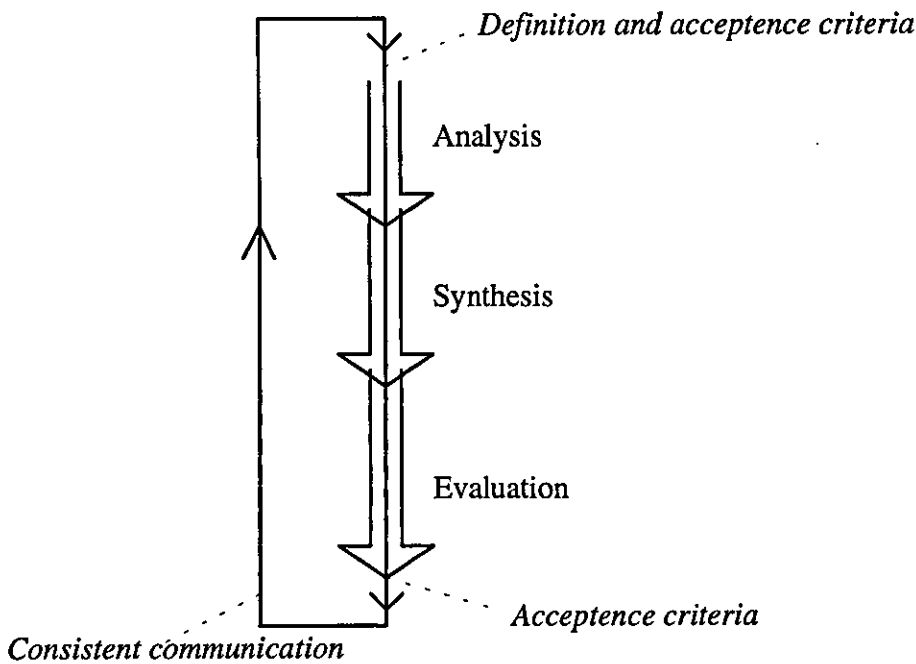 Definition and acceptence criteria
Analysis
Synthesis
Evaluation
Acceptence criteria
Consistent communication